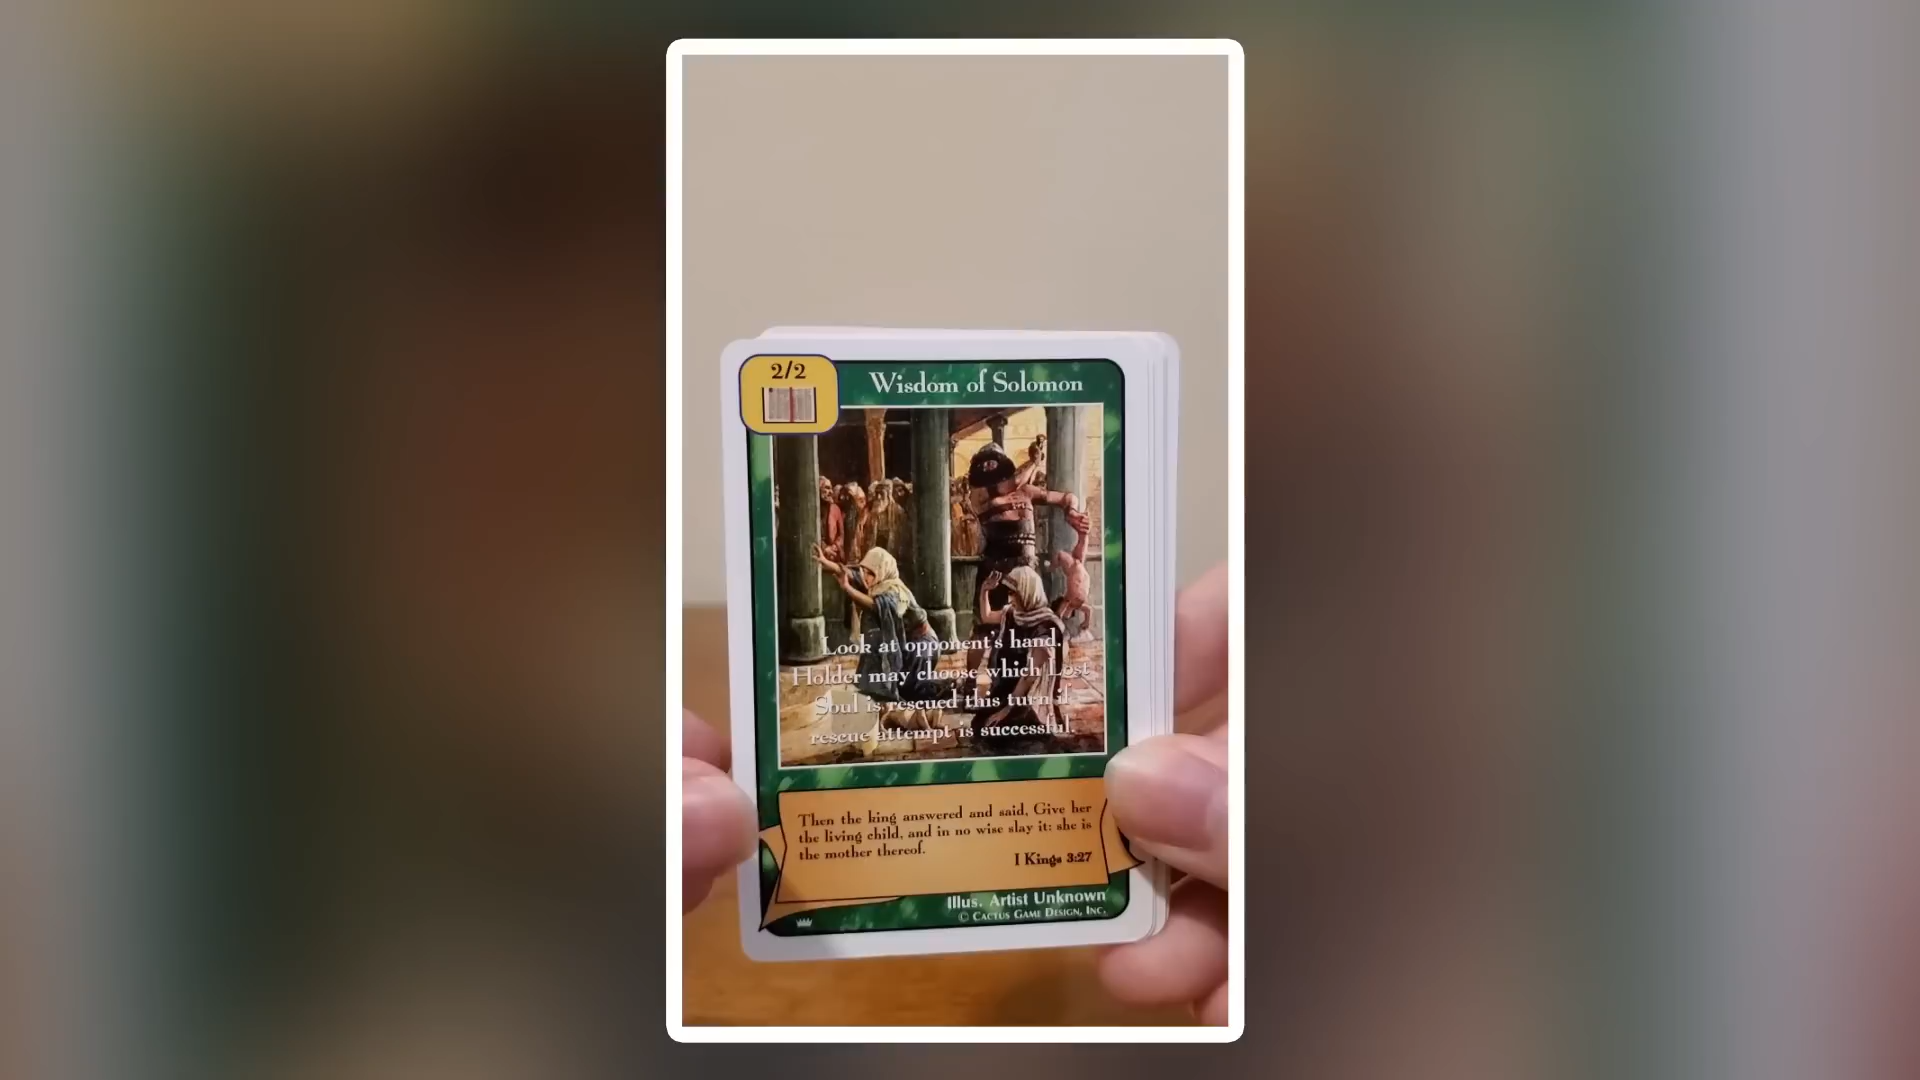 2/2
Wisdom of Solomon
Look at opponent's hand.
Holder may choose which Lost
Soul is rescued this turn if
rescue attempt is successful.
Then the king answered and said, Give her
the living child, and in no wise slay it: she is
the mother thereof.
I Kings 3:27
Illus. Artist Unknown
© Cactus Game Design, Inc.